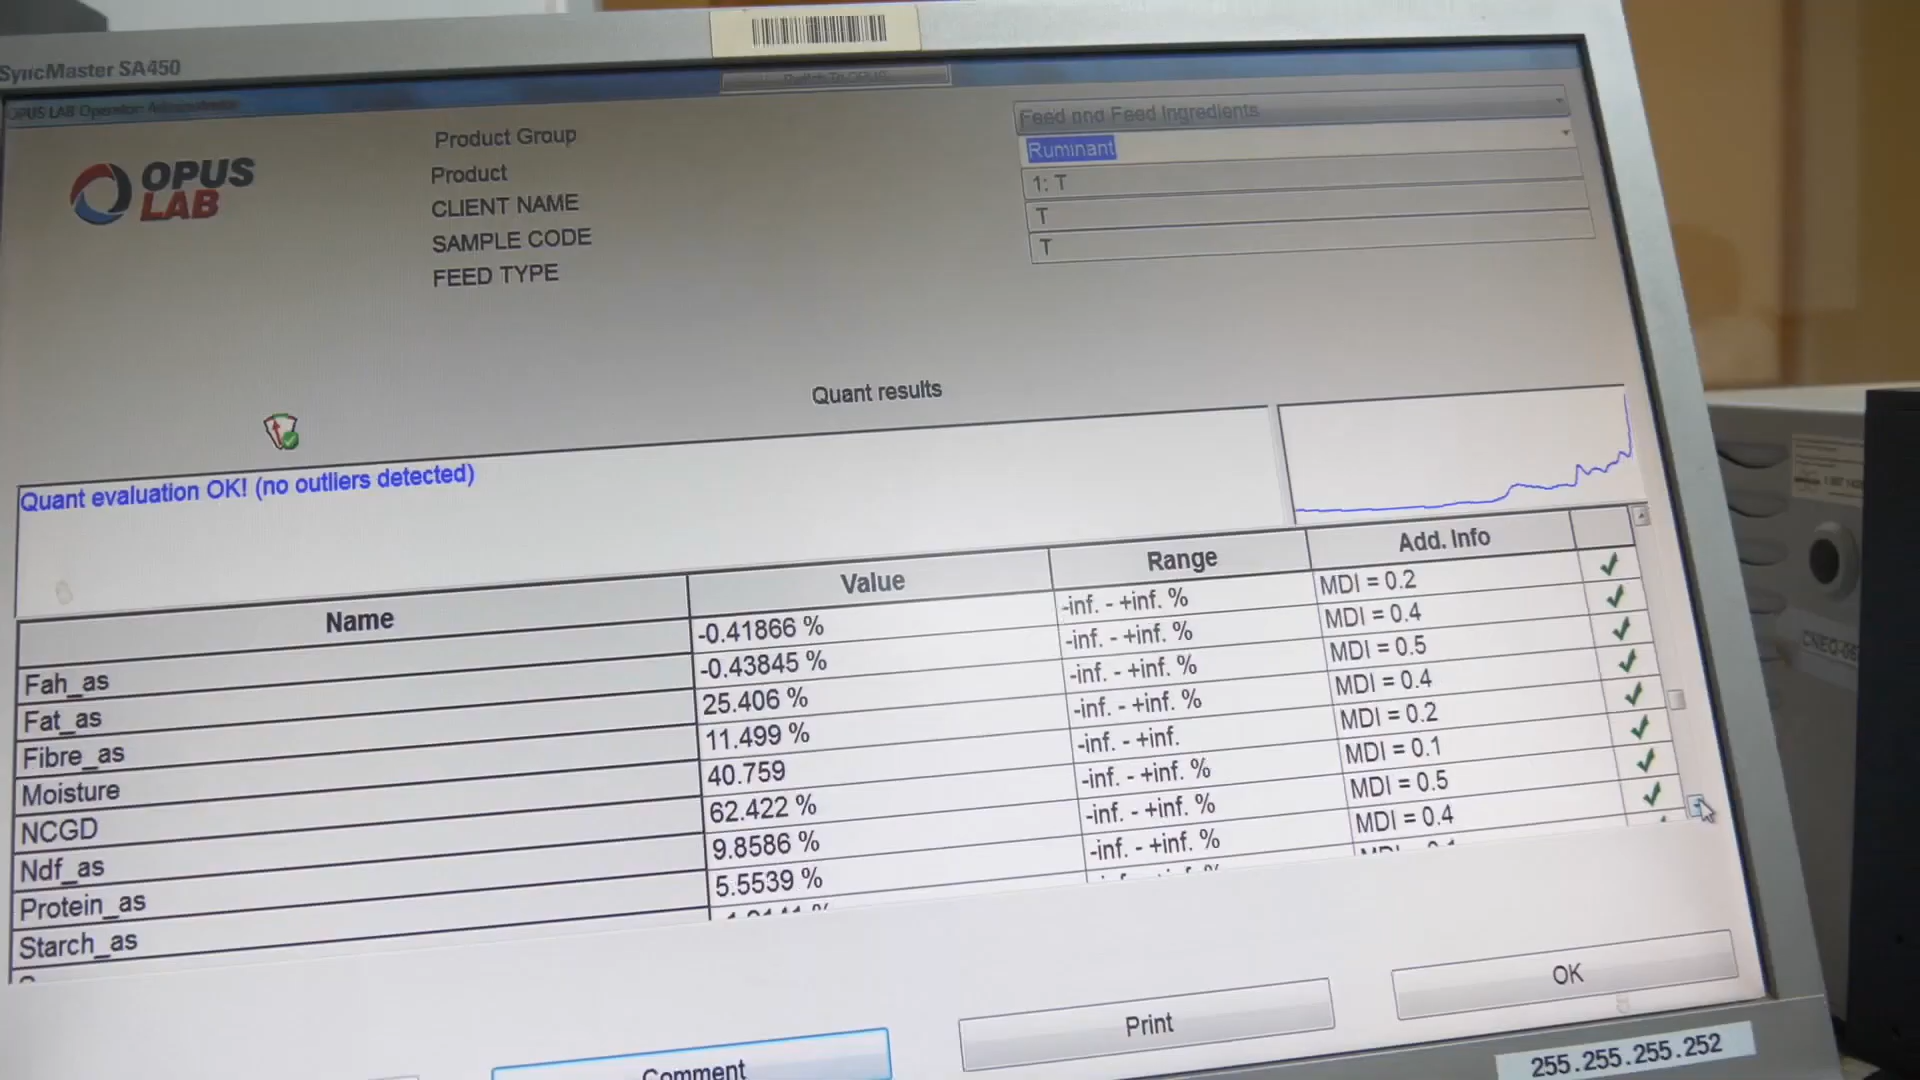 SyncMaster SA450
OPUS LAB Operator: Administrator
OPUS
LAB
Product Group
Product
CLIENT NAME
SAMPLE CODE
FEED TYPE
Feed and Feed Ingredients
Ruminant
1: T
T
T
Quant results
Quant evaluation OK! (no outliers detected)
Name Value Range Add. Info
Fah_as -0.41866 % -inf. - +inf. % MDI = 0.2
Fat_as -0.43845 % -inf. - +inf. % MDI = 0.4
Fibre_as 25.406 % -inf. - +inf. % MDI = 0.5
Moisture 11.499 % -inf. - +inf. % MDI = 0.4
NCGD 40.759 -inf. - +inf. MDI = 0.2
Ndf_as 62.422 % -inf. - +inf. % MDI = 0.1
Protein_as 9.8586 % -inf. - +inf. % MDI = 0.5
Starch_as 5.5539 % -inf. - +inf. % MDI = 0.4
Comment
Print
OK
255.255.255.252